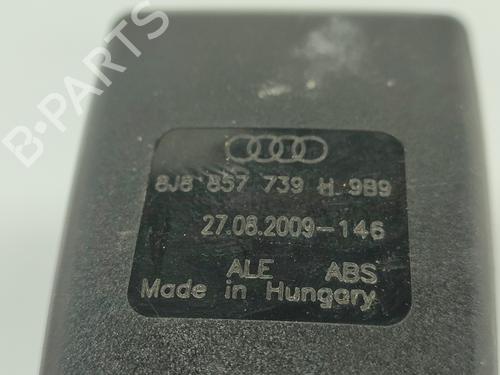 B-PARTS
8J8 857 739 H 9B9
27.08.2009-146
ALE ABS
Made in Hungary